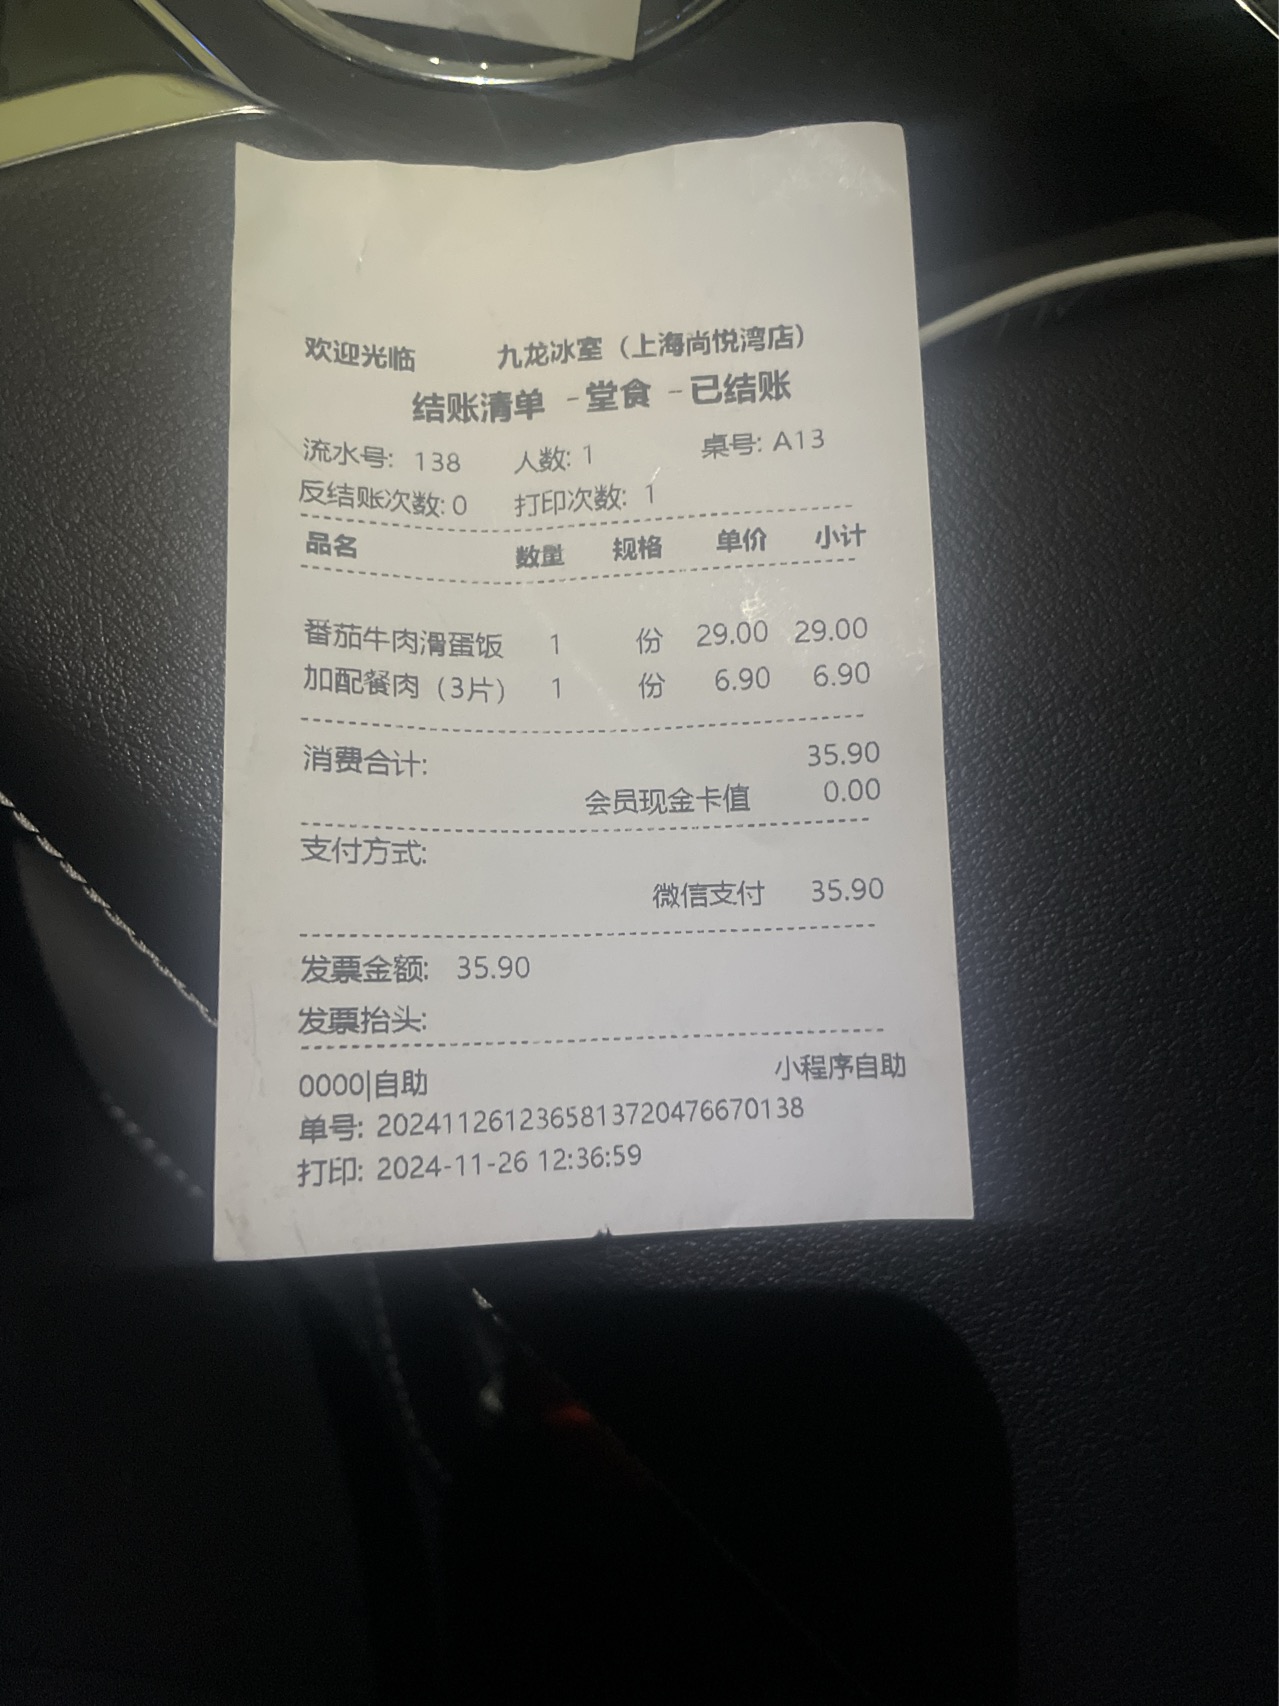 欢迎光临 九龙冰室（上海尚悦湾店）
结账清单 -堂食 -已结账
流水号: 138 人数: 1 桌号: A13
反结账次数: 0 打印次数: 1
品名 数量 规格 单价 小计
番茄牛肉滑蛋饭 1 份 29.00 29.00
加配餐肉（3片） 1 份 6.90 6.90
消费合计: 35.90
会员现金卡值 0.00
支付方式:
微信支付 35.90
发票金额: 35.90
发票抬头:
0000|自助 小程序自助
单号: 2024112612365813720476670138
打印: 2024-11-26 12:36:59